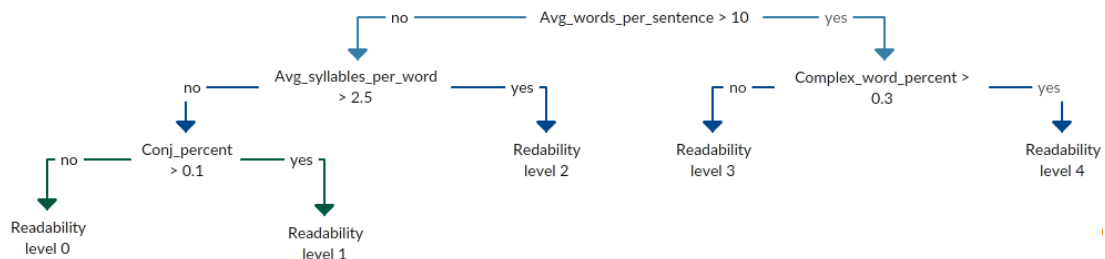 no
Avg_words_per_sentence > 10
yes
Avg_syllables_per_word
> 2.5
Complex_word_percent >
0.3
no
yes
no
yes
Conj_percent
> 0.1
Redability
level 2
Readability
level 3
Readability
level 4
no
yes
Readability
level 0
Readability
level 1